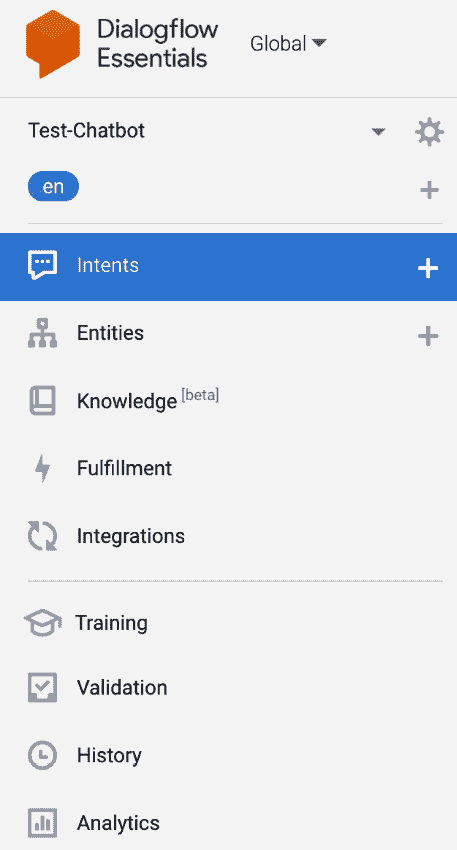 Dialogflow
Essentials
Global
Test-Chatbot
en
Intents
Entities
Knowledge [beta]
Fulfillment
Integrations
Training
Validation
History
Analytics